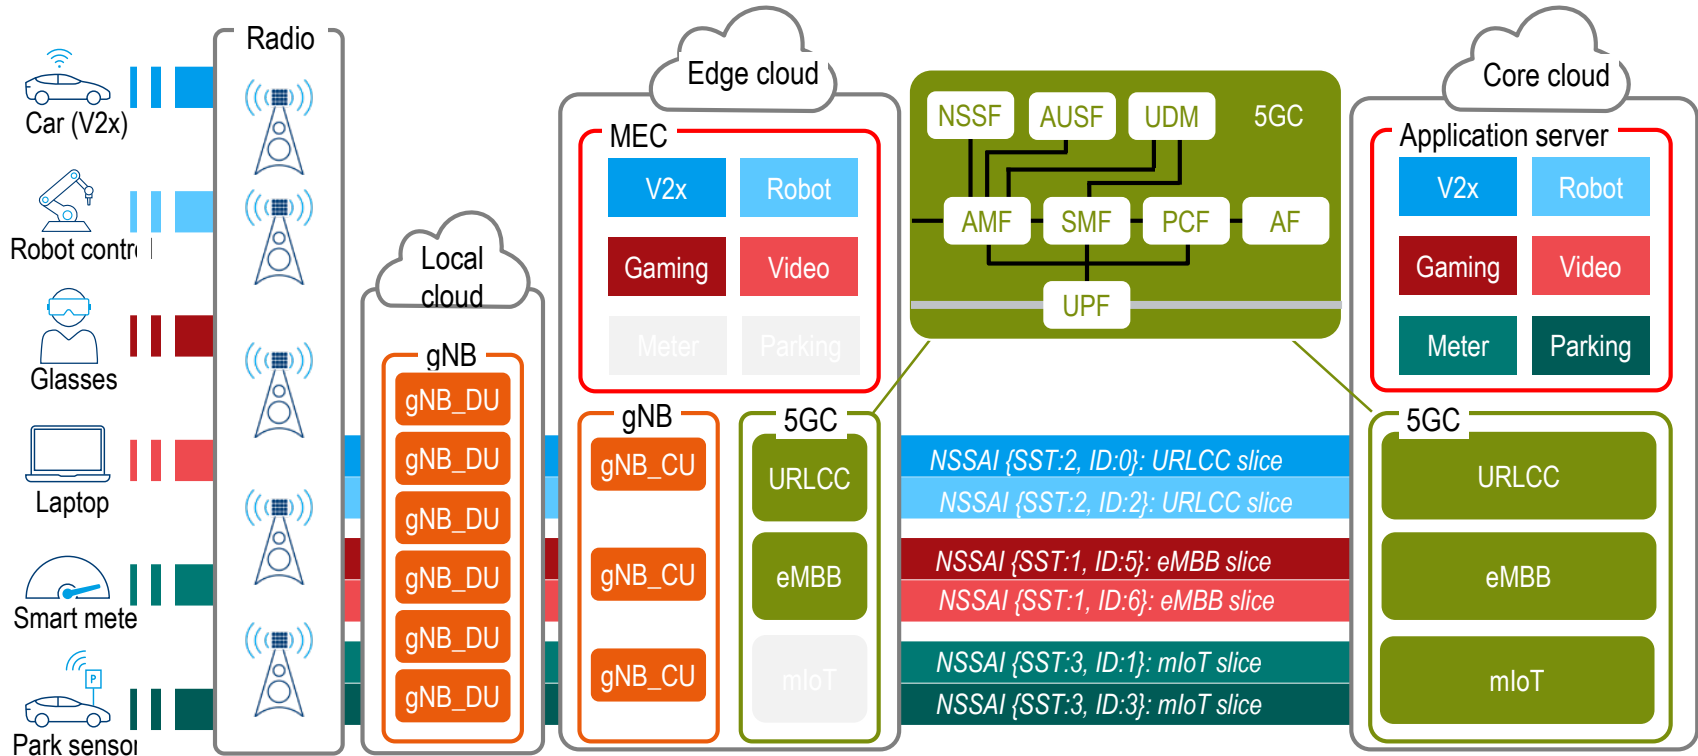 Radio
Car (V2x)
Robot contro
Glasses
Laptop
Smart mete
Park sensor
P
Local
cloud
gNB
gNB_DU
gNB_DU
gNB_DU
gNB_DU
gNB_DU
gNB_DU
Edge cloud
MEC
V2x
Robot
Gaming
Video
Meter
Parking
gNB
gNB_CU
gNB_CU
gNB_CU
5GC
URLCC
eMBB
mIoT
NSSF
AUSF
UDM
5GC
AMF
SMF
PCF
AF
UPF
NSSAI {SST:2, ID:0}: URLCC slice
NSSAI {SST:2, ID:2}: URLCC slice
NSSAI {SST:1, ID:5}: eMBB slice
NSSAI {SST:1, ID:6}: eMBB slice
NSSAI {SST:3, ID:1}: mIoT slice
NSSAI {SST:3, ID:3}: mIoT slice
Core cloud
Application server
V2x
Robot
Gaming
Video
Meter
Parking
5GC
URLCC
eMBB
mIoT